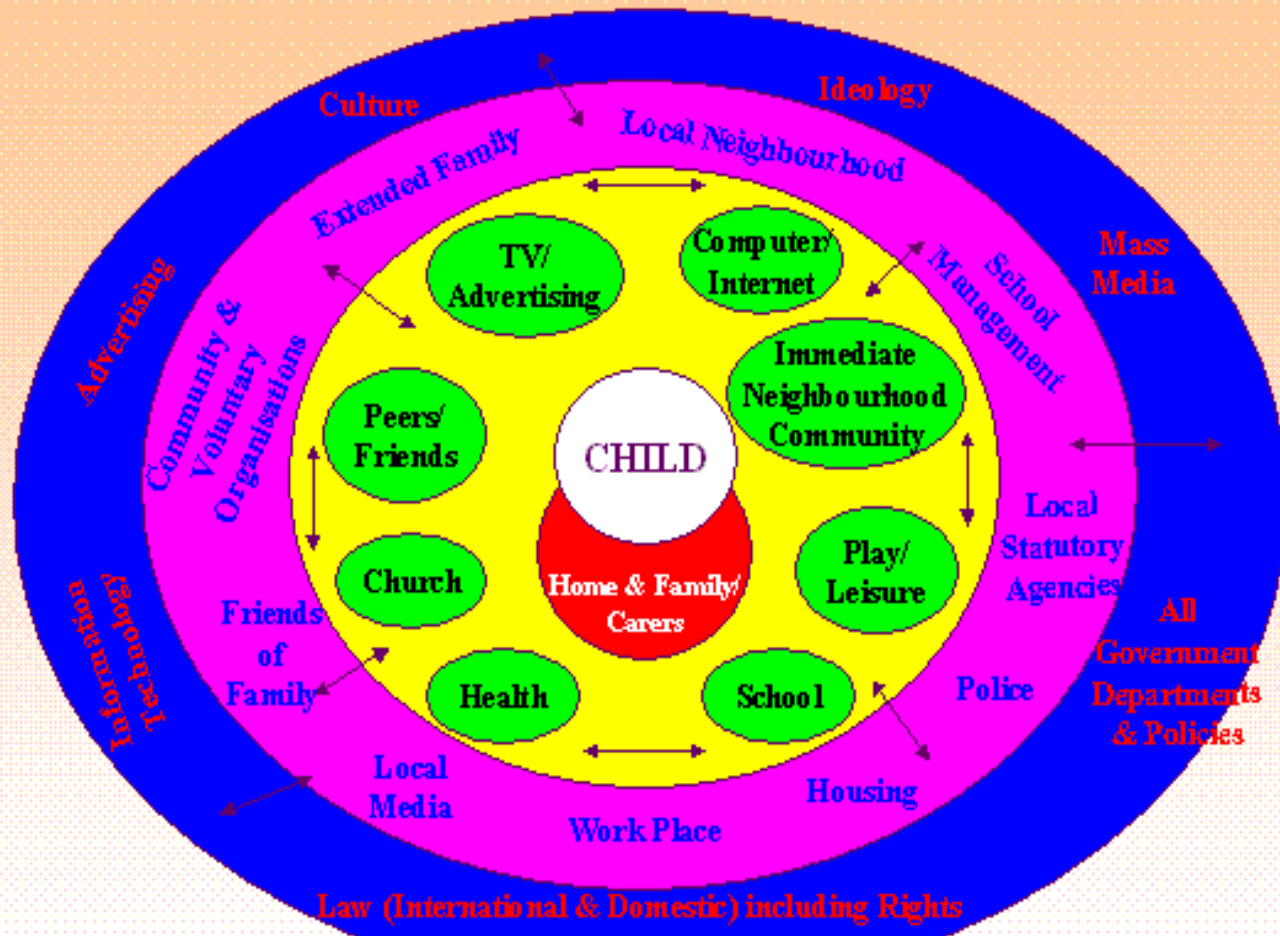 Culture
Ideology
Extended Family
Local Neighbourhood
Advertising
Community &
Voluntary
Organisations
TV/
Advertising
Computer/
Internet
School
Management
Mass
Media
Peers/
Friends
CHILD
Immediate
Neighbourhood
Community
Church
Home & Family/
Carers
Play/
Leisure
Local
Statutory
Agencies
Information
Technology
Friends
of
Family
Health
School
Police
All
Government
Departments
& Policies
Local
Media
Work Place
Housing
Law (International & Domestic) including Rights